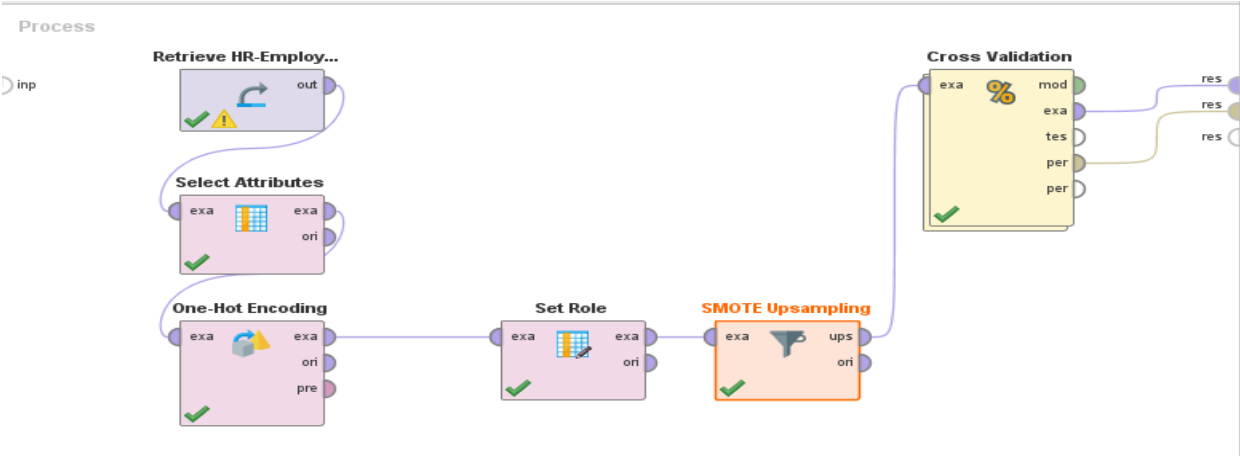 Process
inp
Retrieve HR-Employ...
out
Select Attributes
exa exa
ori
One-Hot Encoding
exa exa
ori
pre
Set Role
exa exa
ori
SMOTE Upsampling
exa ups
ori
Cross Validation
exa mod
exa
tes
per
per
res
res
res